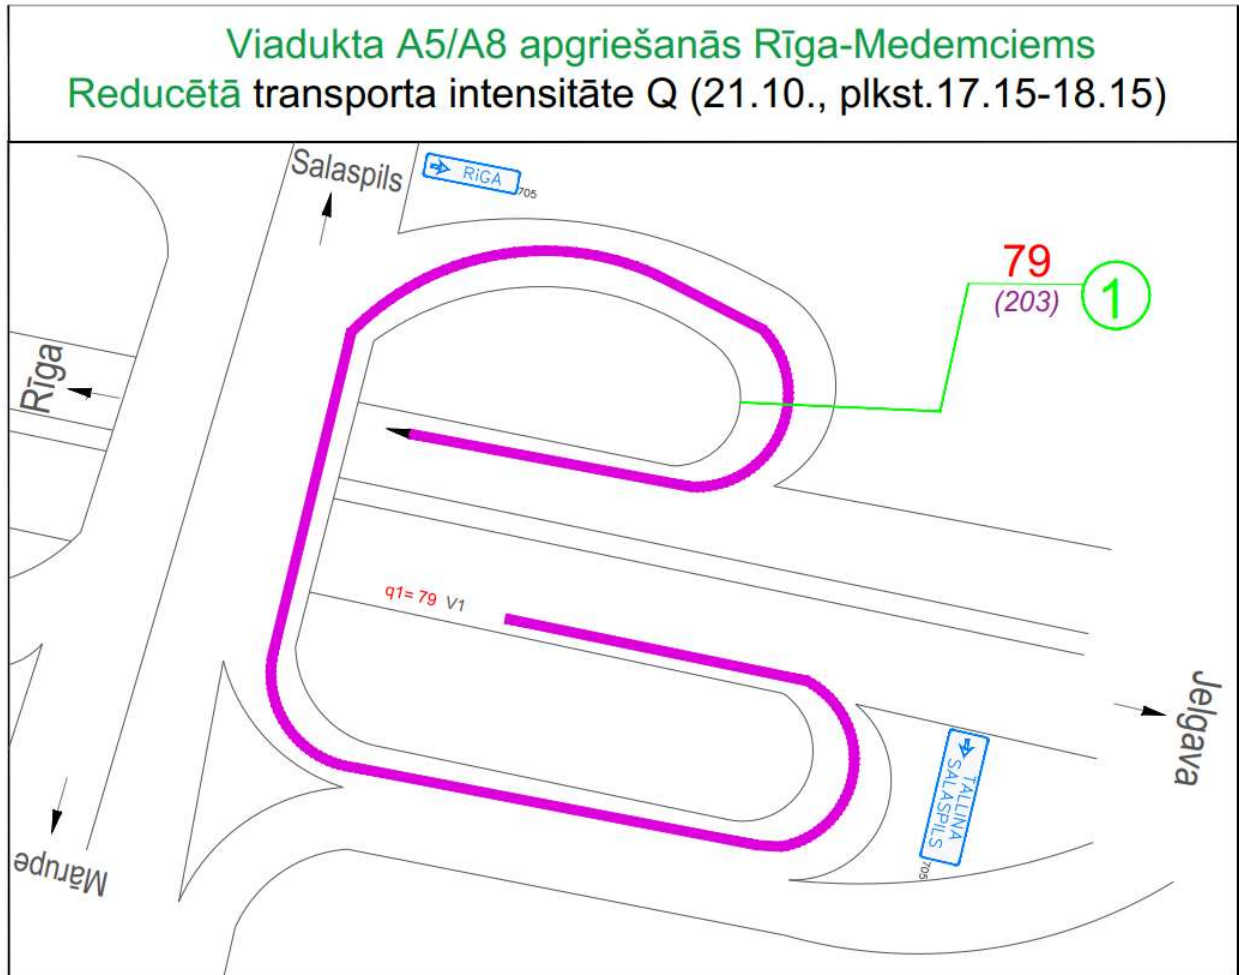 Viadukta A5/A8 apgriešanās Rīga-Medemciems
Reducētā transporta intensitāte Q (21.10., plkst.17.15-18.15)
Salaspils
RīGA
705
79
(203)
1
Rīga
q1= 79 V1
Jelgava
TALLINA
SALASPILS
705
Mārupe